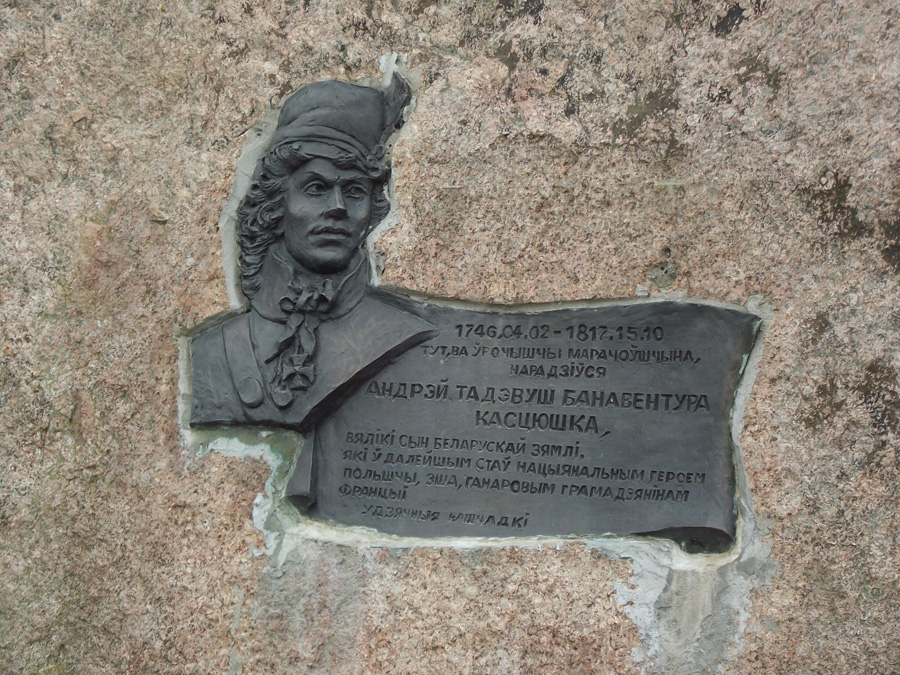 1746.04.02-1817.15.10
ТУТ, ВА ЎРОЧЫШЧЫ МАРАЧОЎШЧЫНА,
НАРАДЗІЎСЯ
АНДРЭЙ ТАДЭВУШ БАНАВЕНТУРА
КАСЦЮШКА,
ВЯЛІКІ СЫН БЕЛАРУСКАЙ ЗЯМЛІ,
ЯКІ Ў ДАЛЕЙШЫМ СТАЎ НАЦЫЯНАЛЬНЫМ ГЕРОЕМ
ПОЛЬШЧЫ, ЗША, ГАНАРОВЫМ ГРАМАДЗЯНІНАМ
ФРАНЦЫІ
УДЗЯЧНЫЯ НАШЧАДКІ